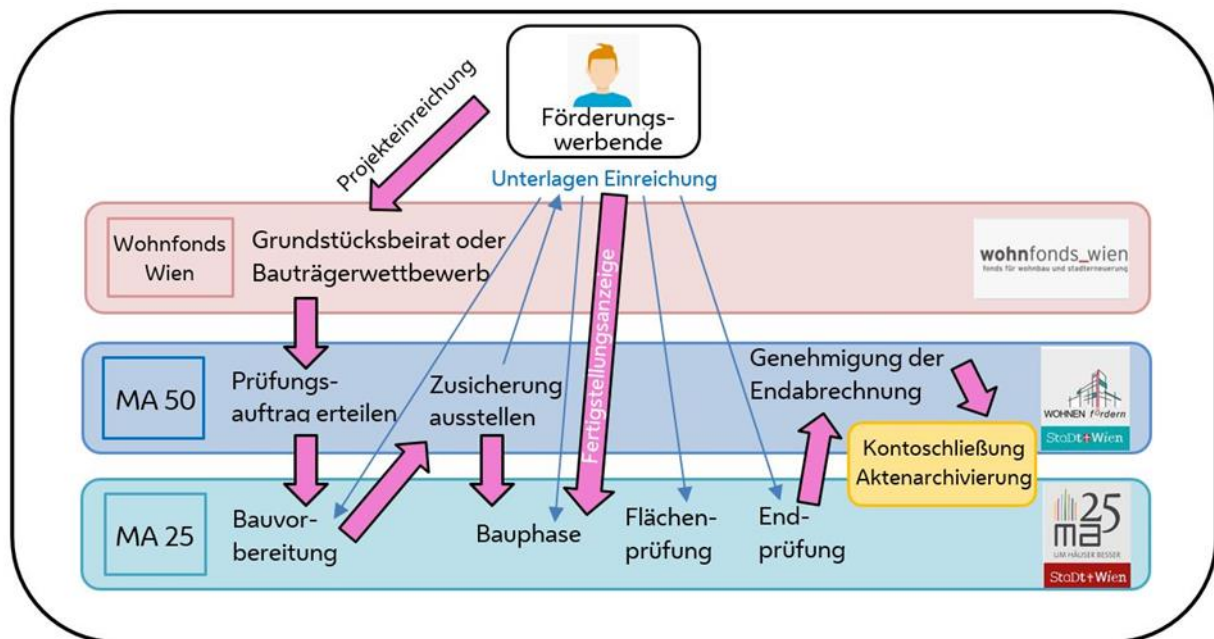 Förderungs-
werbende
Projekteinreichung
Unterlagen Einreichung
Wohnfonds
Wien
Grundstücksbeirat oder
Bauträgerwettbewerb
wohnfonds_wien
fonds für wohnbau und stadterneuerung
Fertigstellungsanzeige
MA 50
Prüfungs-
auftrag erteilen
Zusicherung
ausstellen
Genehmigung der
Endabrechnung
WOHNEN fördern
StaDt+Wien
Kontoschließung
Aktenarchivierung
MA 25
Bauvor-
bereitung
Bauphase
Flächen-
prüfung
End-
prüfung
ma 25
UM HÄUSER BESSER
StaDt+Wien